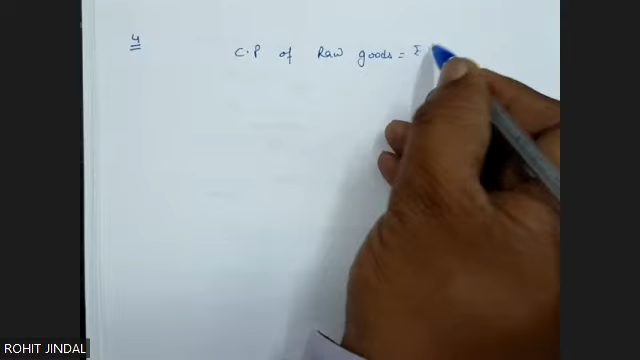 4
C.P of Raw goods = ₹
ROHIT JINDAL